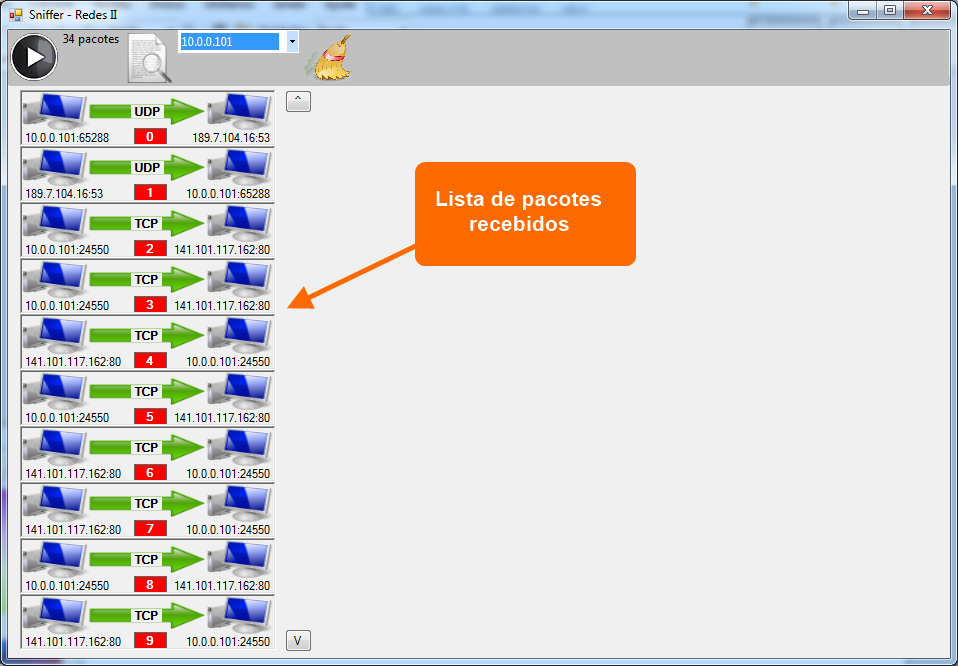 Sniffer - Redes II
34 pacotes
10.0.0.101
UDP
10.0.0.101:65288
0
189.7.104.16:53
UDP
189.7.104.16:53
1
10.0.0.101:65288
TCP
10.0.0.101:24550
2
141.101.117.162:80
TCP
10.0.0.101:24550
3
141.101.117.162:80
TCP
141.101.117.162:80
4
10.0.0.101:24550
TCP
10.0.0.101:24550
5
141.101.117.162:80
TCP
141.101.117.162:80
6
10.0.0.101:24550
TCP
141.101.117.162:80
7
10.0.0.101:24550
TCP
10.0.0.101:24550
8
141.101.117.162:80
TCP
141.101.117.162:80
9
10.0.0.101:24550
^
V
Lista de pacotes
recebidos